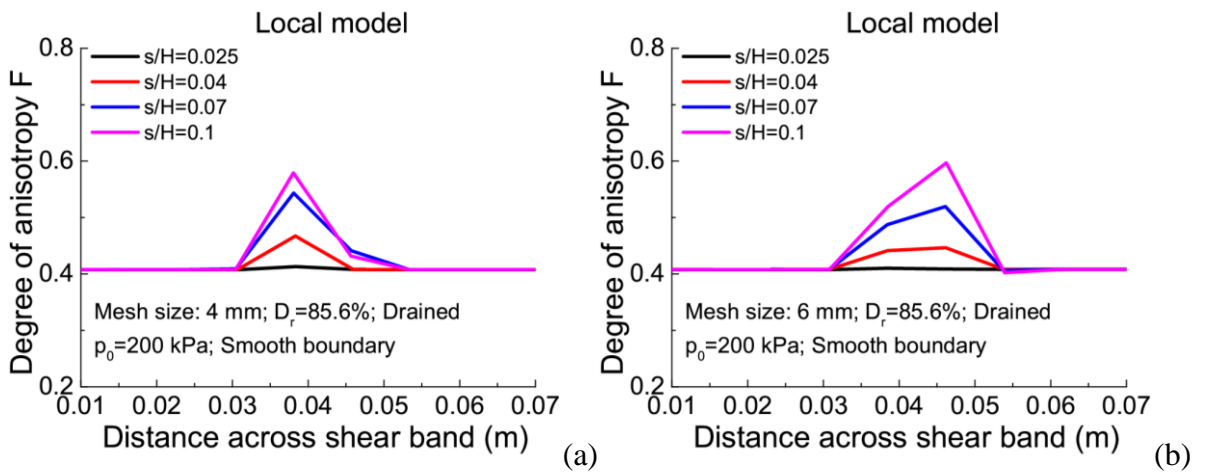 Local model
s/H=0.025
s/H=0.04
s/H=0.07
s/H=0.1
Degree of anisotropy F
0.8
0.6
0.4
0.2
Mesh size: 4 mm; Dr=85.6%; Drained
p0=200 kPa; Smooth boundary
0.01 0.02 0.03 0.04 0.05 0.06 0.07
Distance across shear band (m)
(a)
Local model
s/H=0.025
s/H=0.04
s/H=0.07
s/H=0.1
Degree of anisotropy F
0.8
0.6
0.4
0.2
Mesh size: 6 mm; Dr=85.6%; Drained
p0=200 kPa; Smooth boundary
0.01 0.02 0.03 0.04 0.05 0.06 0.07
Distance across shear band (m)
(b)